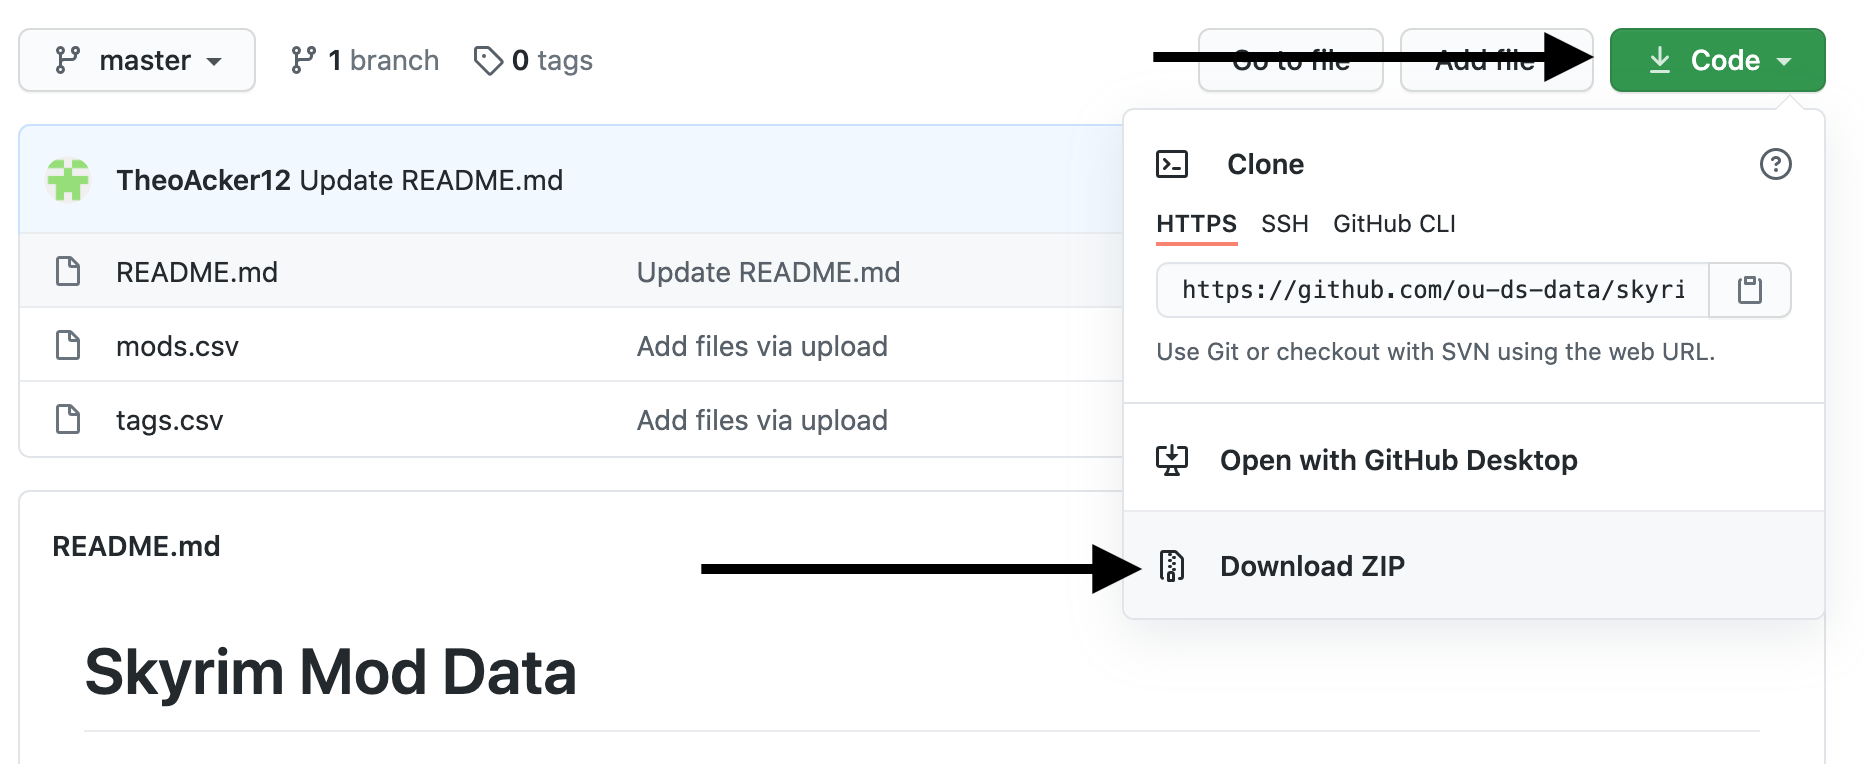 master 1 branch 0 tags Go to file Add file Code
TheoAcker12 Update README.md
README.md Update README.md
mods.csv Add files via upload
tags.csv Add files via upload
Clone
HTTPS SSH GitHub CLI
https://github.com/ou-ds-data/skyri
Use Git or checkout with SVN using the web URL.
Open with GitHub Desktop
Download ZIP
README.md
Skyrim Mod Data